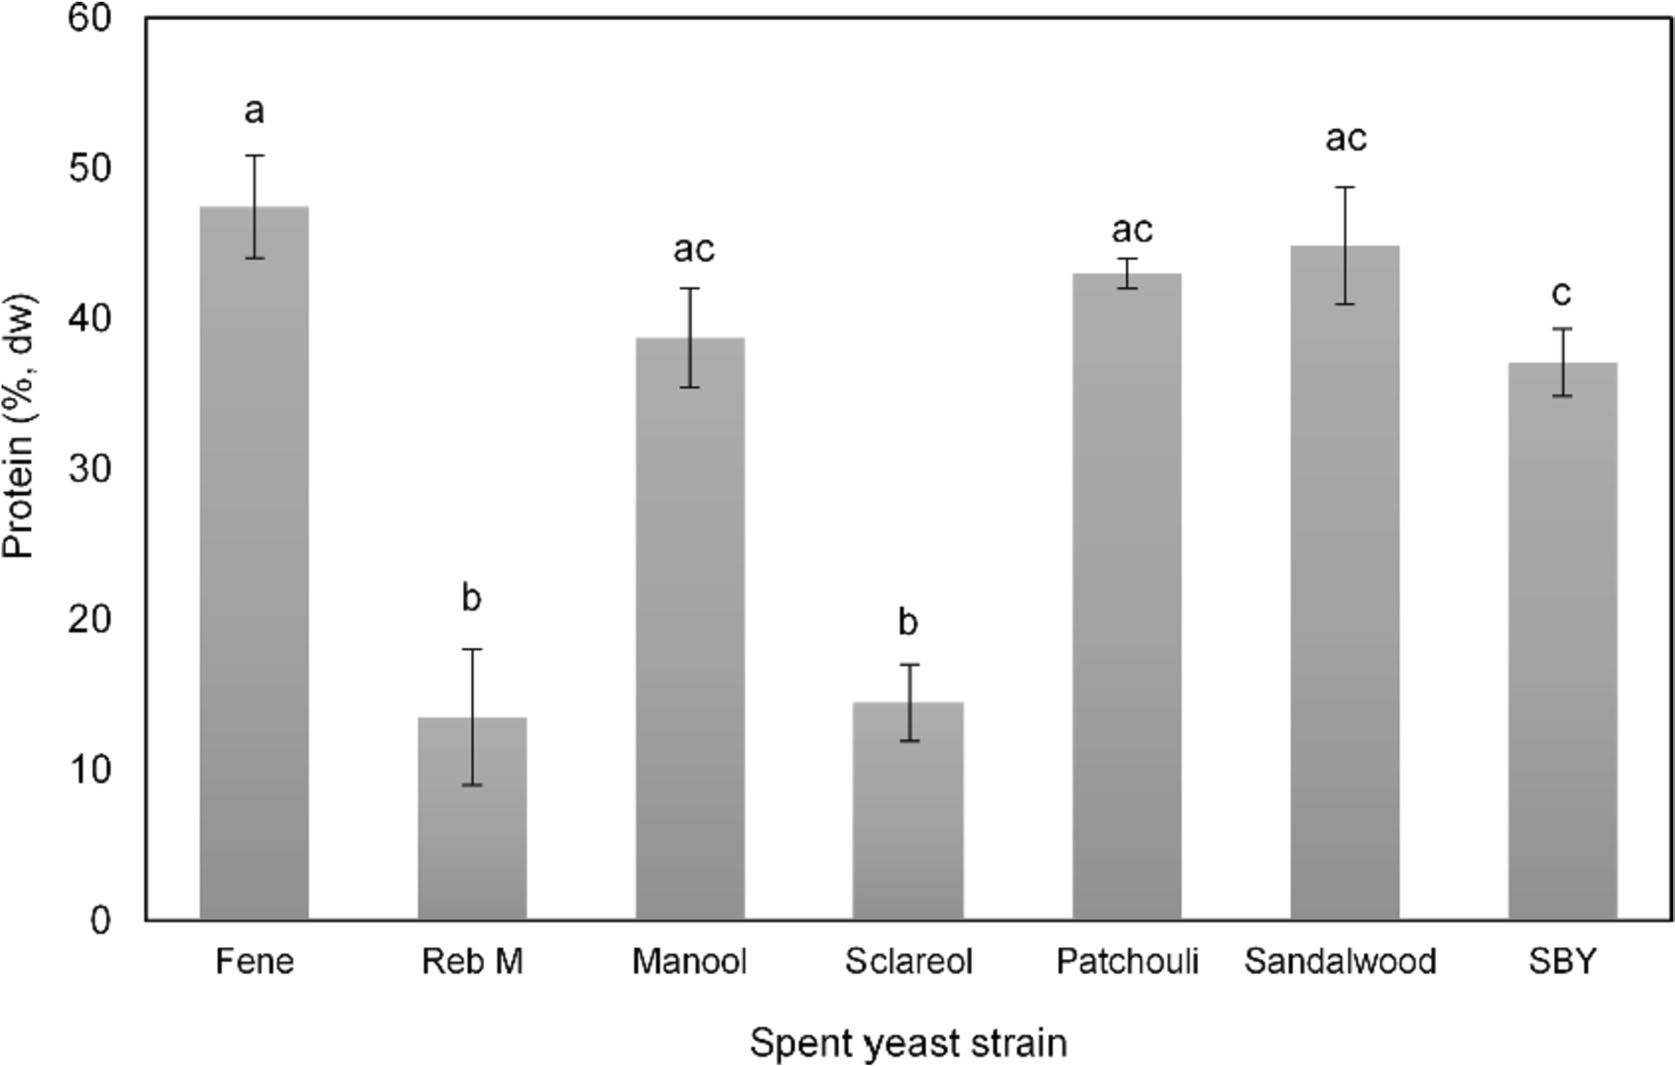 60
50
40
30
20
10
0
Protein (%, dw)
a
b
ac
b
ac
ac
c
Fene Reb M Manool Sclareol Patchouli Sandalwood SBY
Spent yeast strain